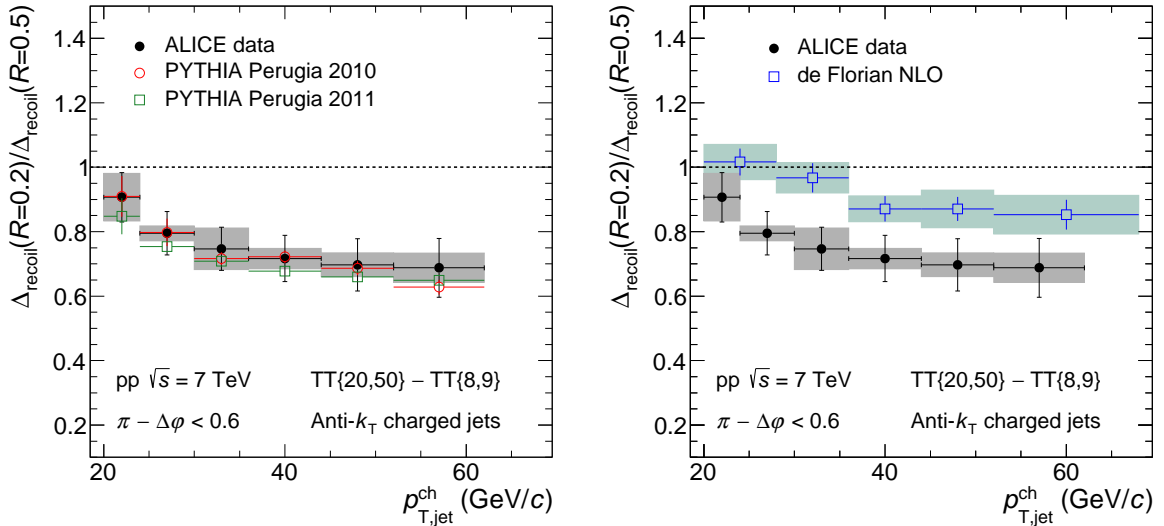 Δrecoil(R=0.2)/Δrecoil(R=0.5)
1.4
1.2
1
0.8
0.6
0.4
0.2
ALICE data
PYTHIA Perugia 2010
PYTHIA Perugia 2011
pp √s = 7 TeV
TT{20,50} − TT{8,9}
π − Δφ < 0.6
Anti-kT charged jets
20
40
60
p ch T,jet (GeV/c)
Δrecoil(R=0.2)/Δrecoil(R=0.5)
1.4
1.2
1
0.8
0.6
0.4
0.2
ALICE data
de Florian NLO
pp √s = 7 TeV
TT{20,50} − TT{8,9}
π − Δφ < 0.6
Anti-kT charged jets
20
40
60
p ch T,jet (GeV/c)